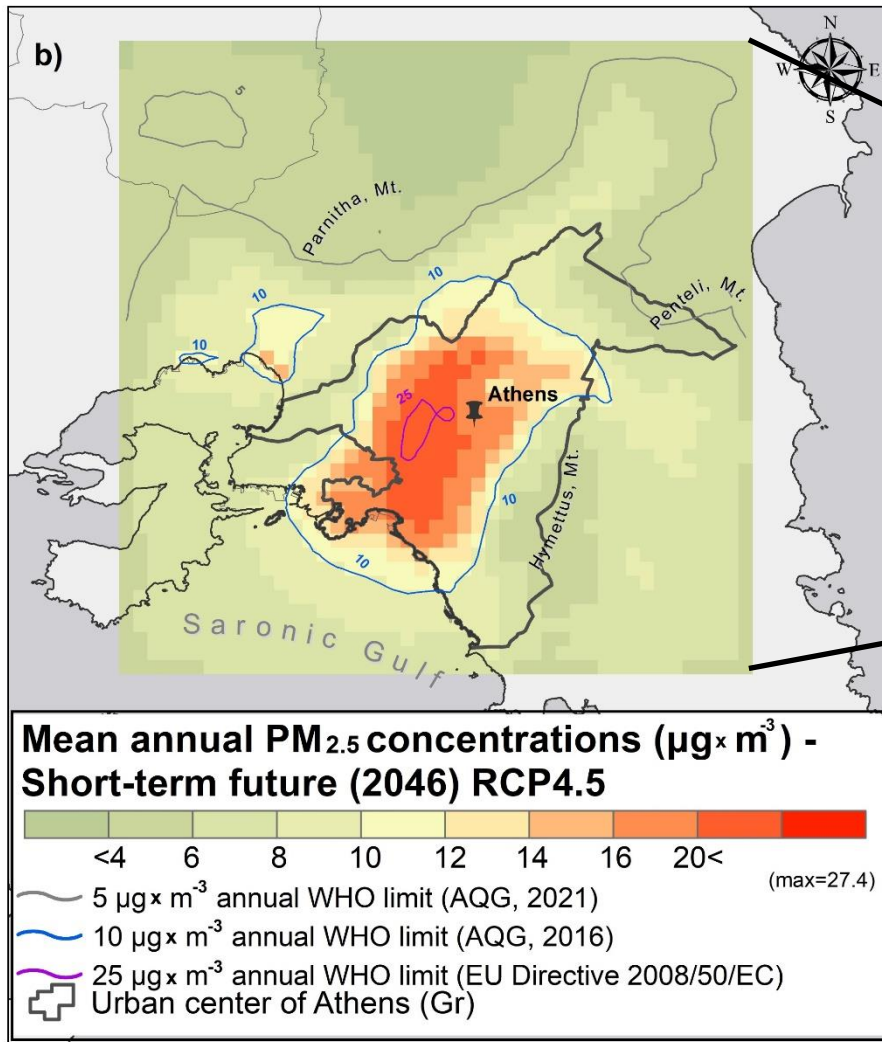 b)
N
W E
S
5
Parnitha, Mt.
10
10
10
Penteli, Mt.
25
Athens
10
Hymettus, Mt.
10
Saronic Gulf
Mean annual PM2.5 concentrations (µg× m-3) -
Short-term future (2046) RCP4.5
<4 6 8 10 12 14 16 20<
(max=27.4)
5 µg× m-3 annual WHO limit (AQG, 2021)
10 µg× m-3 annual WHO limit (AQG, 2016)
25 µg× m-3 annual WHO limit (EU Directive 2008/50/EC)
Urban center of Athens (Gr)